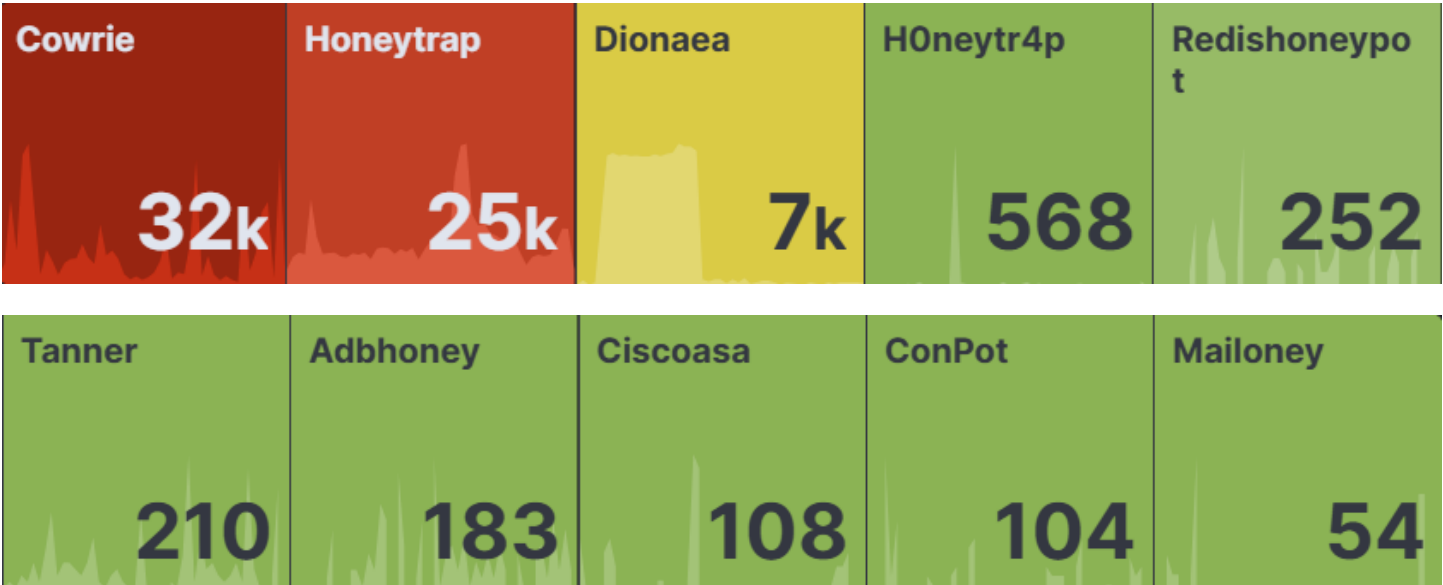 Cowrie
32k
Honeytrap
25k
Dionaea
7k
H0neytr4p
568
Redishoneypo
t
252
Tanner
210
Adbhoney
183
Ciscoasa
108
ConPot
104
Mailoney
54